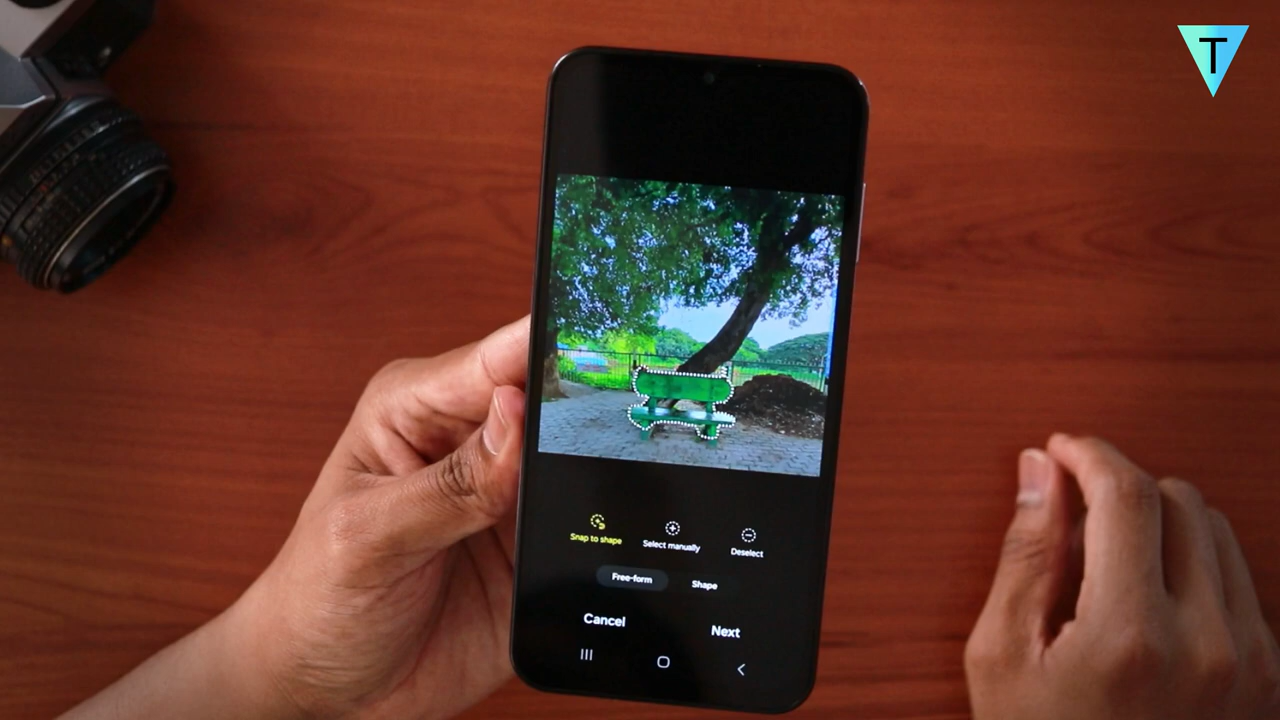 T
Snap to shape
Select manually
Deselect
Free-form
Shape
Cancel
Next